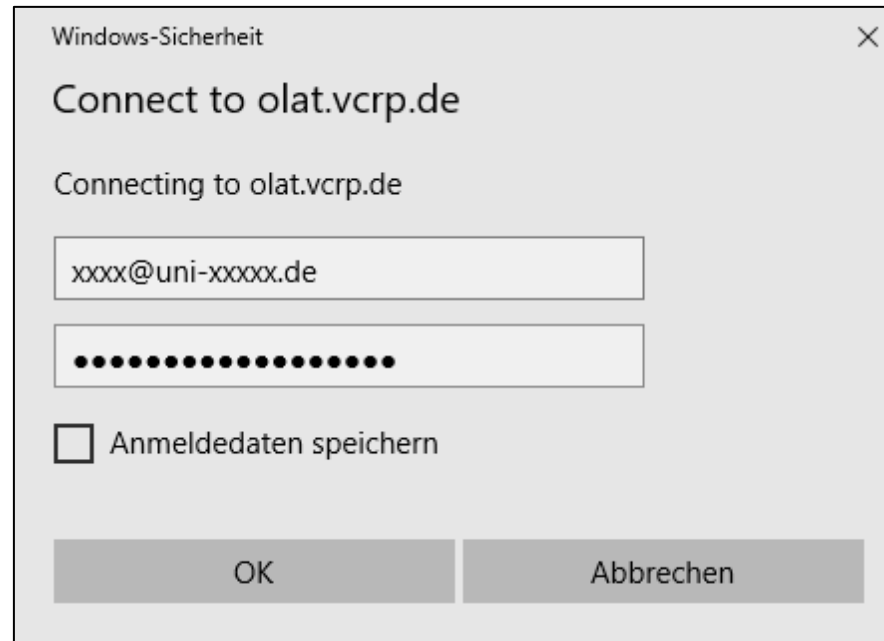 Windows-Sicherheit
Connect to olat.vcrp.de
Connecting to olat.vcrp.de
xxxx@uni-xxxxx.de
●●●●●●●●●●●●●●●●●●
Anmeldedaten speichern
OK Abbrechen